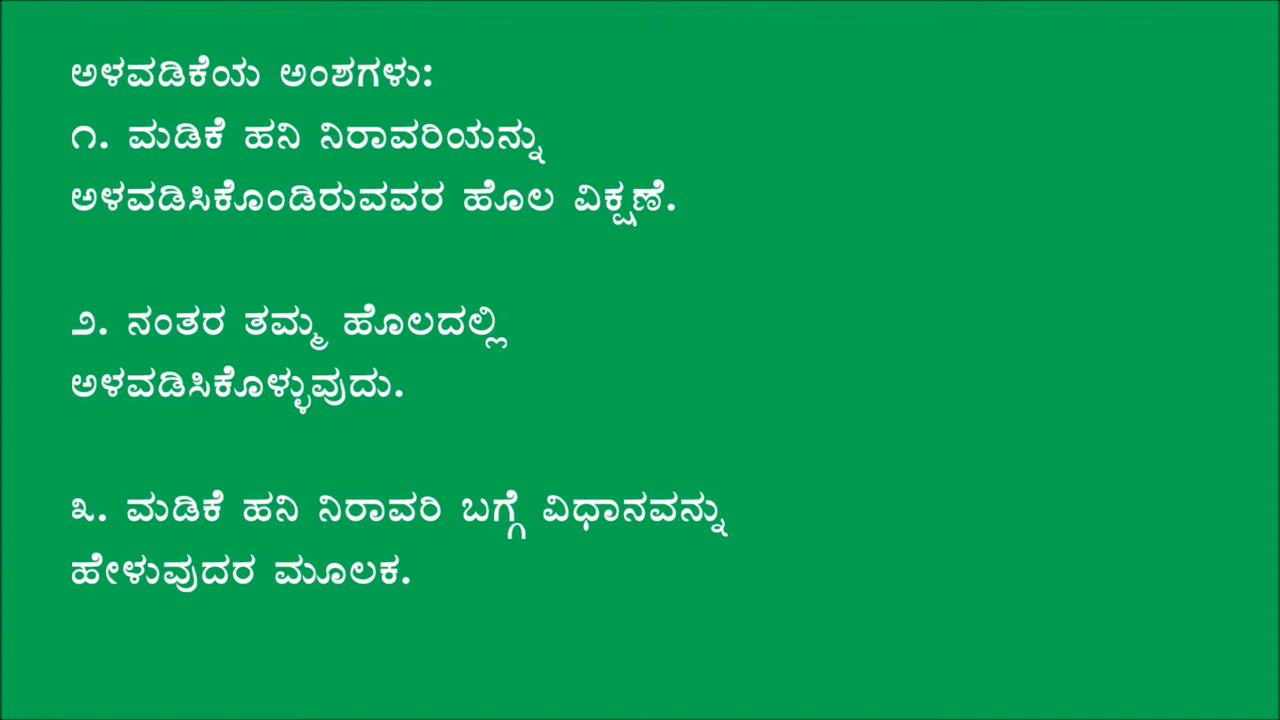 ಅಳವಡಿಕೆಯ ಅಂಶಗಳು:
೧. ಮಡಿಕೆ ಹನಿ ನಿರಾವರಿಯನ್ನು
ಅಳವಡಿಸಿಕೊಂಡಿರುವವರ ಹೊಲ ವಿಕ್ಷಣೆ.
೨. ನಂತರ ತಮ್ಮ ಹೊಲದಲ್ಲಿ
ಅಳವಡಿಸಿಕೊಳ್ಳುವುದು.
೩. ಮಡಿಕೆ ಹನಿ ನಿರಾವರಿ ಬಗ್ಗೆ ವಿಧಾನವನ್ನು
ಹೇಳುವುದರ ಮೂಲಕ.